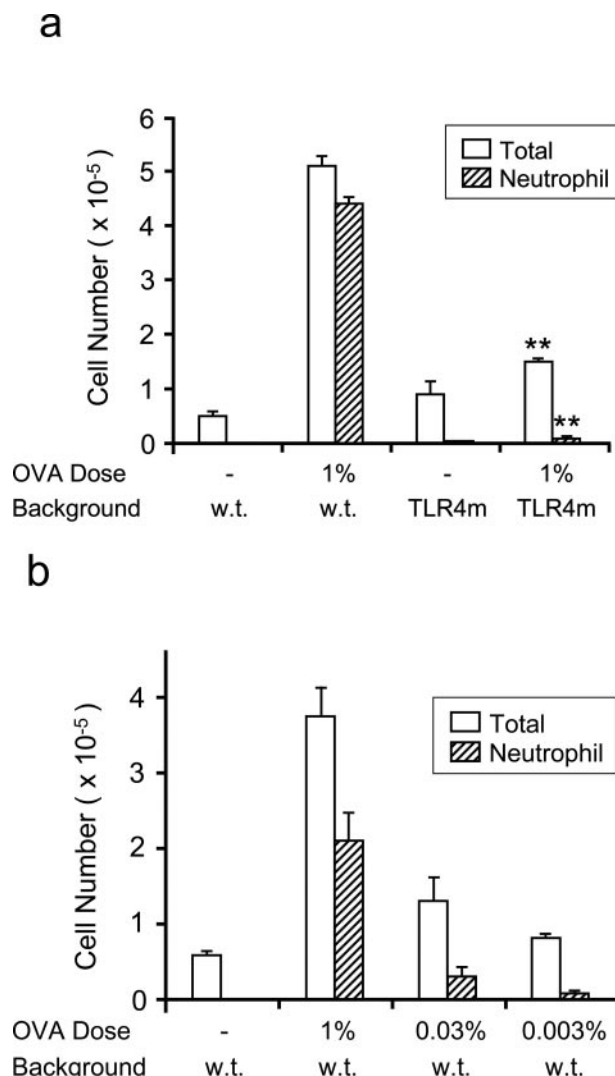 a
Cell Number ( x 10-5 )
6
5
4
3
2
1
0
Total
Neutrophil
**
**
OVA Dose - 1% - 1%
Background w.t. w.t. TLR4m TLR4m
b
Cell Number ( x 10-5 )
4
3
2
1
0
Total
Neutrophil
OVA Dose - 1% 0.03% 0.003%
Background w.t. w.t. w.t. w.t.